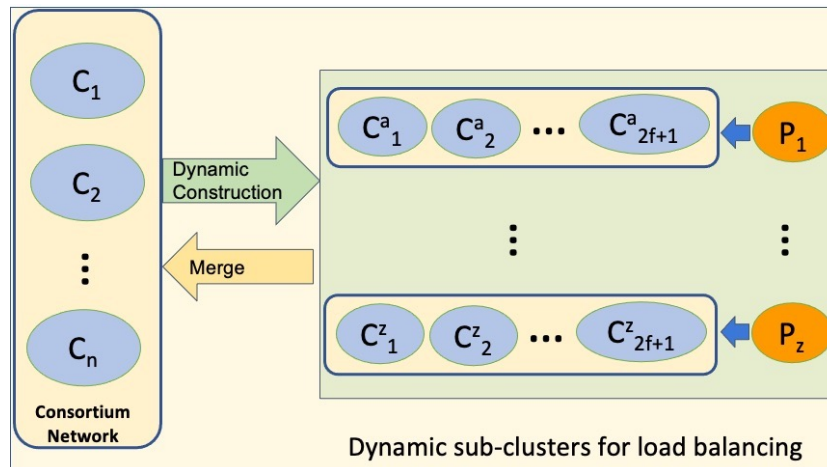 C₁
C₂
⋮
Cₙ
Consortium
Network
Dynamic
Construction
Merge
Cᵃ₁ Cᵃ₂ ... Cᵃ₂f₊₁ P₁
⋮ ⋮
Cᶻ₁ Cᶻ₂ ... Cᶻ₂f₊₁ P_z
Dynamic sub-clusters for load balancing